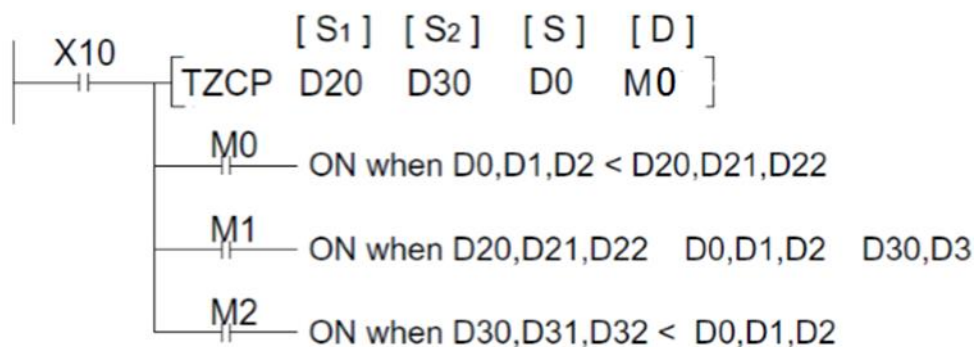 [ S1 ] [ S2 ] [ S ] [ D ]
X10
TZCP D20 D30 D0 M0
M0
ON when D0,D1,D2 < D20,D21,D22
M1
ON when D20,D21,D22 D0,D1,D2 D30,D3
M2
ON when D30,D31,D32 < D0,D1,D2